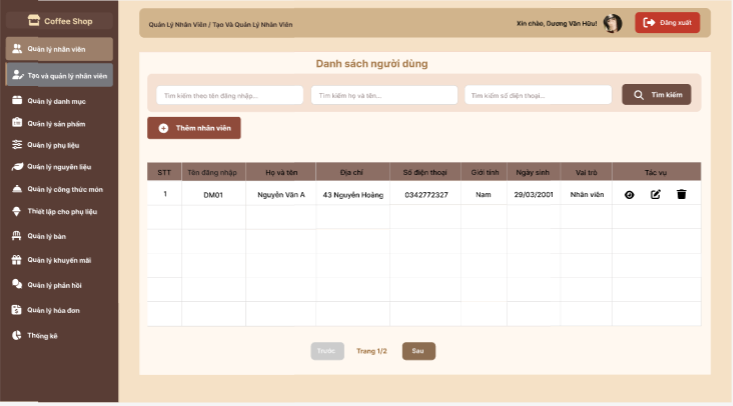 Coffee Shop
Quản lý nhân viên
Tạo và quản lý nhân viên
Quản lý danh mục
Quản lý sản phẩm
Quản lý phụ liệu
Quản lý nguyên liệu
Quản lý công thức món
Thiết lập cho phụ liệu
Quản lý bàn
Quản lý khuyến mãi
Quản lý phản hồi
Quản lý hóa đơn
Thống kê
Quản Lý Nhân Viên / Tạo Và Quản Lý Nhân Viên
Xin chào, Gương Văn Hữu!
Đăng xuất
Danh sách người dùng
Tìm kiếm theo tên đăng nhập...
Tìm kiếm họ và tên...
Tìm kiếm số điện thoại...
Tìm kiếm
Thêm nhân viên
STT Tên đăng nhập Họ và tên Địa chỉ Số điện thoại Giới tính Ngày sinh Vai trò Tác vụ
1 DM01 Nguyễn Văn A 43 Nguyễn Hoàng 0342772327 Nam 29/03/2001 Nhân viên
Trước Trang 1/2 Sau